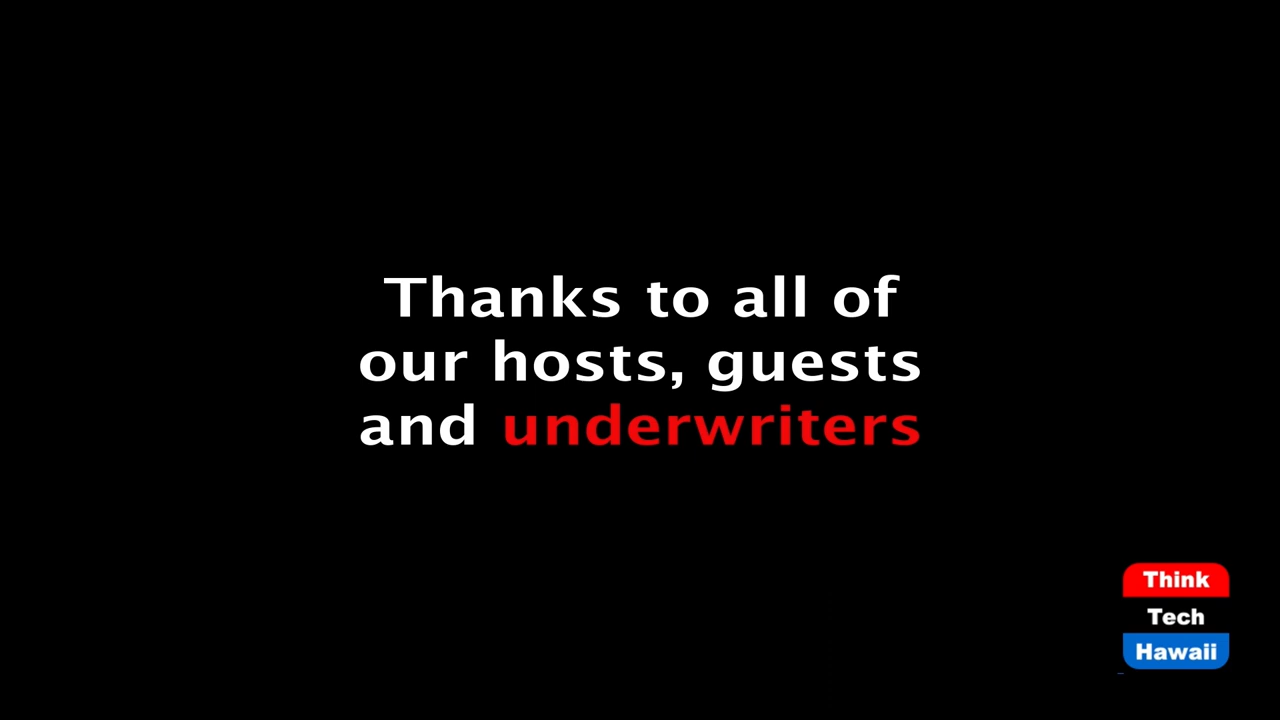 Thanks to all of
our hosts, guests
and underwriters
Think
Tech
Hawaii